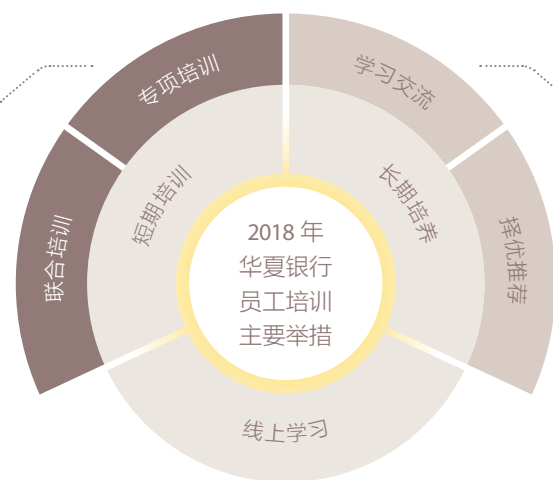 专项培训
学习交流
短期培训
长期培养
联合培训
择优推荐
2018 年
华夏银行
员工培训
主要举措
线上学习